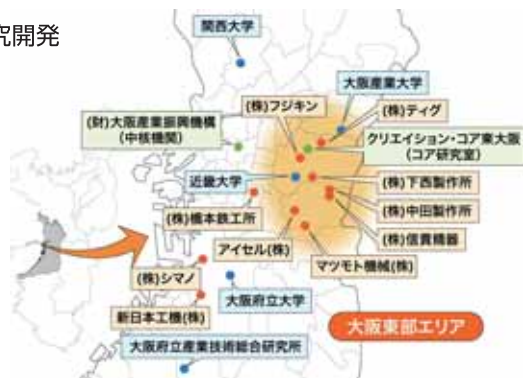 究開発
関西大学
大阪産業大学
(株)フジキン
(株)ティグ
(財)大阪産業振興機構
(中核機関)
クリエイション・コア東大阪
(コア研究室)
近畿大学
(株)下西製作所
(株)中田製作所
(株)橋本鉄工所
(株)信貴機器
アイセル(株)
マツモト機械(株)
(株)シマノ
大阪府立大学
新日本工機(株)
大阪東部エリア
大阪府立産業技術総合研究所